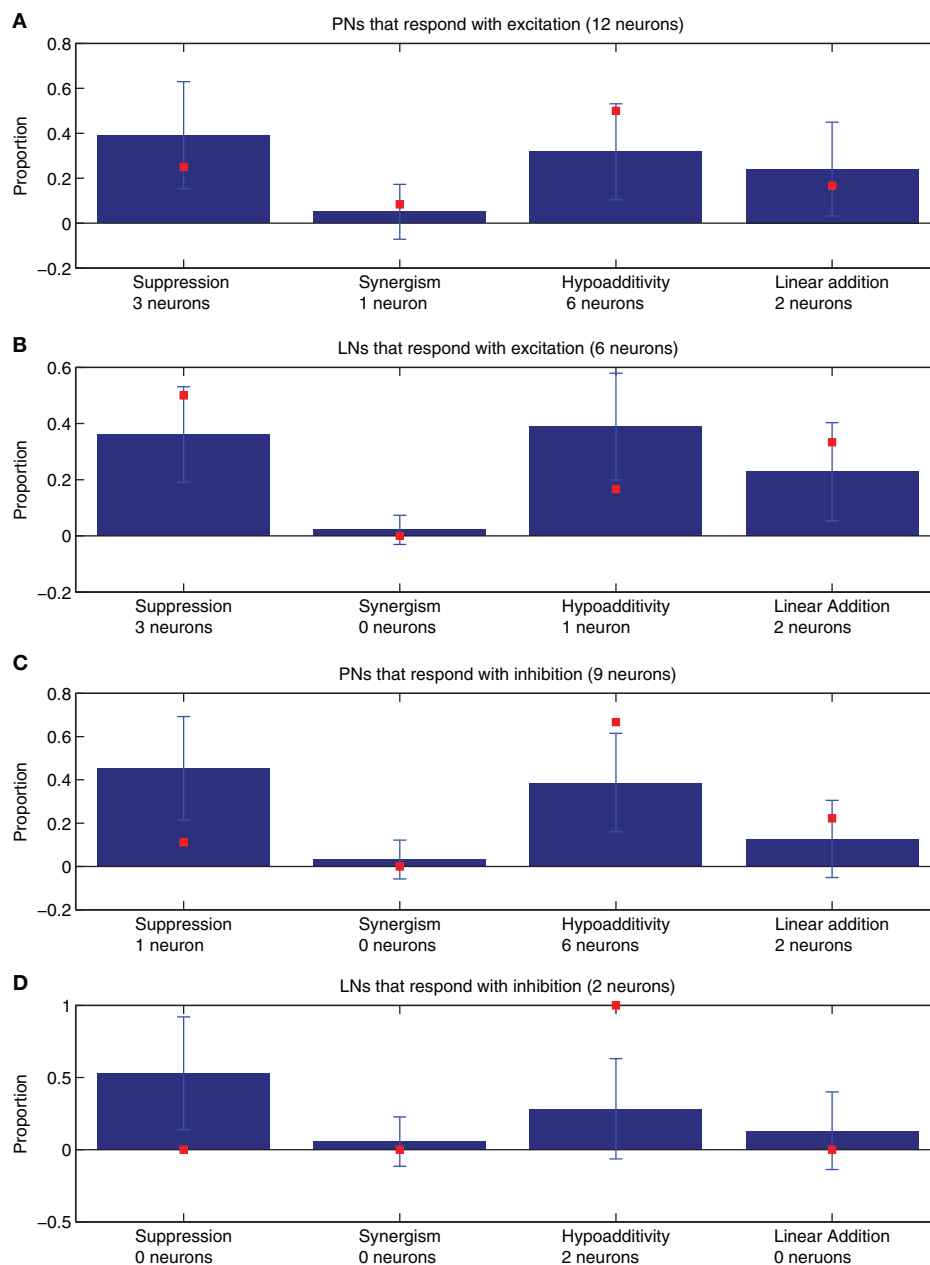 A
PNs that respond with excitation (12 neurons)
0.8
0.6
0.4
0.2
0
−0.2
Proportion
Suppression
3 neurons
Synergism
1 neuron
Hypoadditivity
6 neurons
Linear addition
2 neurons
B
LNs that respond with excitation (6 neurons)
0.6
0.4
0.2
0
−0.2
Proportion
Suppression
3 neurons
Synergism
0 neurons
Hypoadditivity
1 neuron
Linear Addition
2 neurons
C
PNs that respond with inhibition (9 neurons)
0.8
0.6
0.4
0.2
0
−0.2
Proportion
Suppression
1 neuron
Synergism
0 neurons
Hypoadditivity
6 neurons
Linear addition
2 neurons
D
LNs that respond with inhibition (2 neurons)
1
0.5
0
−0.5
Proportion
Suppression
0 neurons
Synergism
0 neurons
Hypoadditivity
2 neurons
Linear Addition
0 neruons